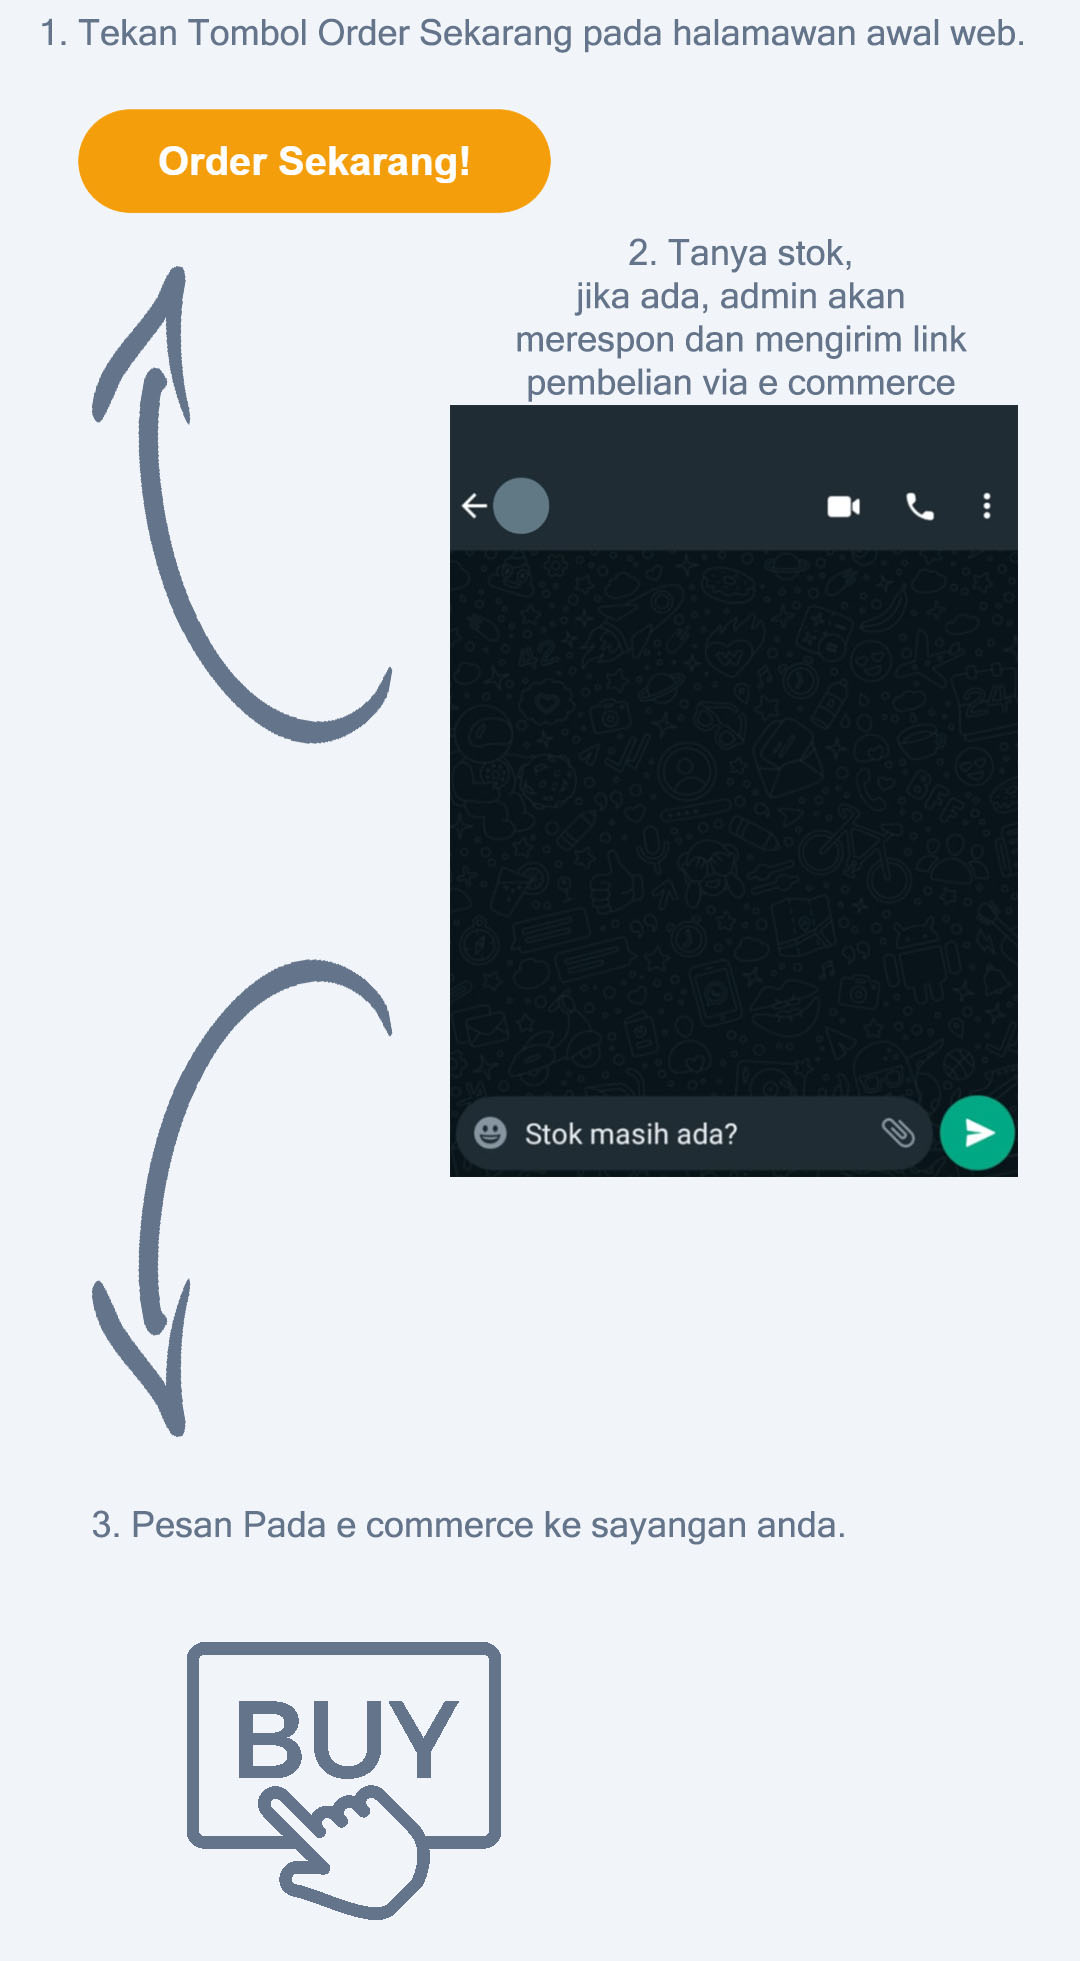 1. Tekan Tombol Order Sekarang pada halamawan awal web.
Order Sekarang!
2. Tanya stok,
jika ada, admin akan
merespon dan mengirim link
pembelian via e commerce
Stok masih ada?
3. Pesan Pada e commerce ke sayangan anda.
BUY